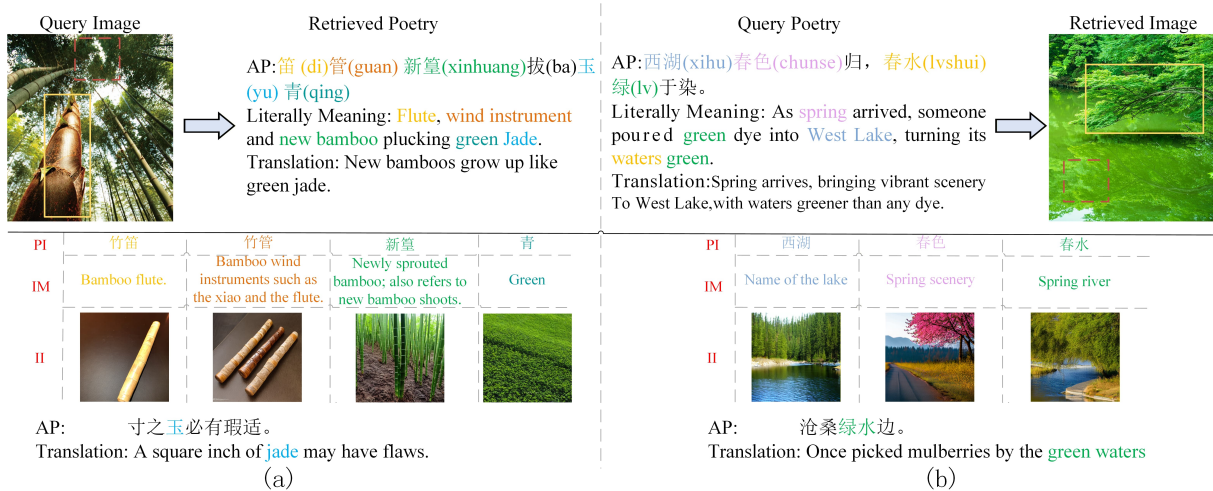 Query Image
Retrieved Poetry
AP:笛 (di)管(guan) 新篁(xinhuang)拔(ba)玉
(yu) 青(qing)
Literally Meaning: Flute, wind instrument
and new bamboo plucking green Jade.
Translation: New bamboos grow up like
green jade.
Query Poetry
Retrieved Image
AP:西湖(xihu)春色(chunse)归，春水(lvshui)
绿(lv)于染。
Literally Meaning: As spring arrived, someone
poured green dye into West Lake, turning its
waters green.
Translation:Spring arrives, bringing vibrant scenery
To West Lake,with waters greener than any dye.
PI
竹笛
竹管
新篁
青
IM
Bamboo flute.
Bamboo wind
instruments such as
the xiao and the flute.
Newly sprouted
bamboo; also refers to
new bamboo shoots.
Green
II
AP: 寸之玉必有瑕适。
Translation: A square inch of jade may have flaws.
(a)
PI
西湖
春色
春水
IM
Name of the lake
Spring scenery
Spring river
II
AP: 沧桑绿水边。
Translation: Once picked mulberries by the green waters
(b)